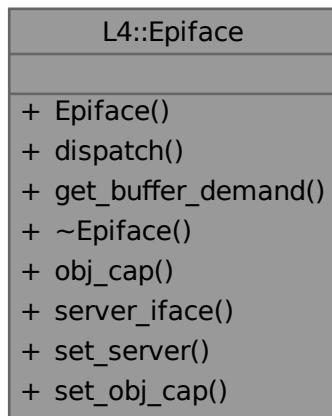 L4::Epiface
+ Epiface()
+ dispatch()
+ get_buffer_demand()
+ ~Epiface()
+ obj_cap()
+ server_iface()
+ set_server()
+ set_obj_cap()